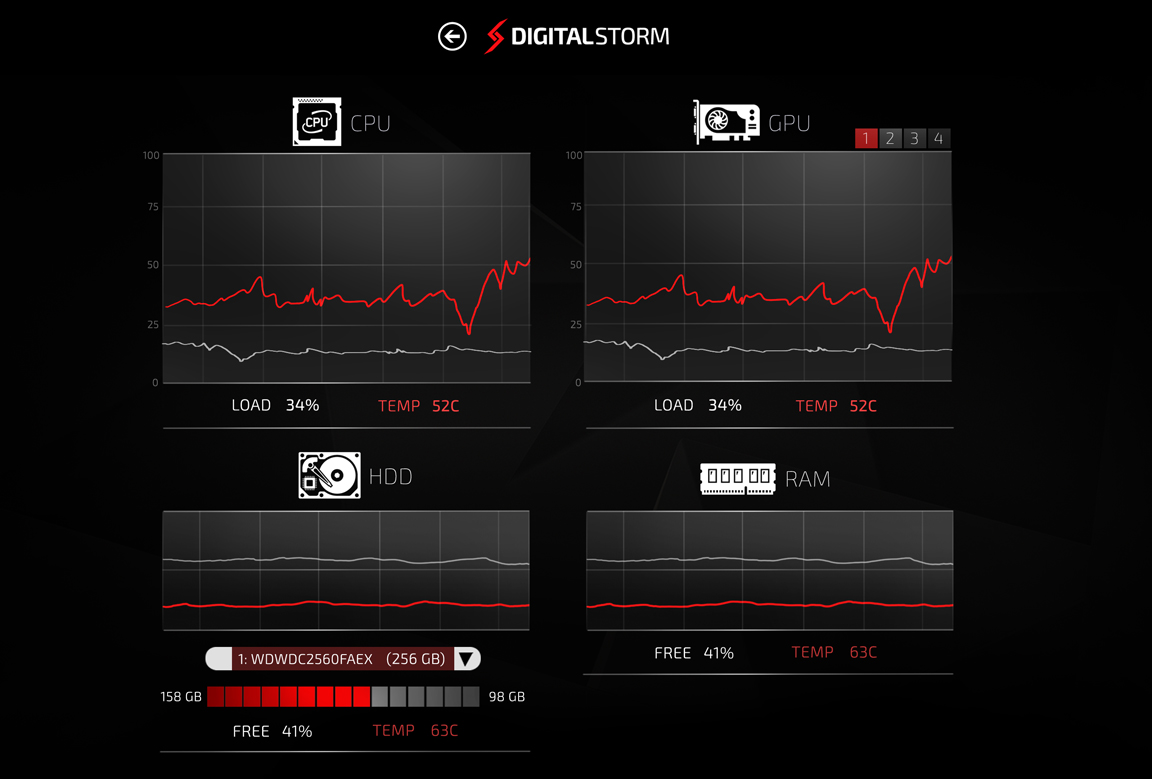 DIGITALSTORM
CPU CPU
GPU
1 2 3 4
100
75
50
25
0
100
75
50
25
0
LOAD 34% TEMP 52C
LOAD 34% TEMP 52C
HDD
RAM
1: WDWDC2560FAEX (256 GB)
158 GB 98 GB
FREE 41% TEMP 63C
FREE 41% TEMP 63C